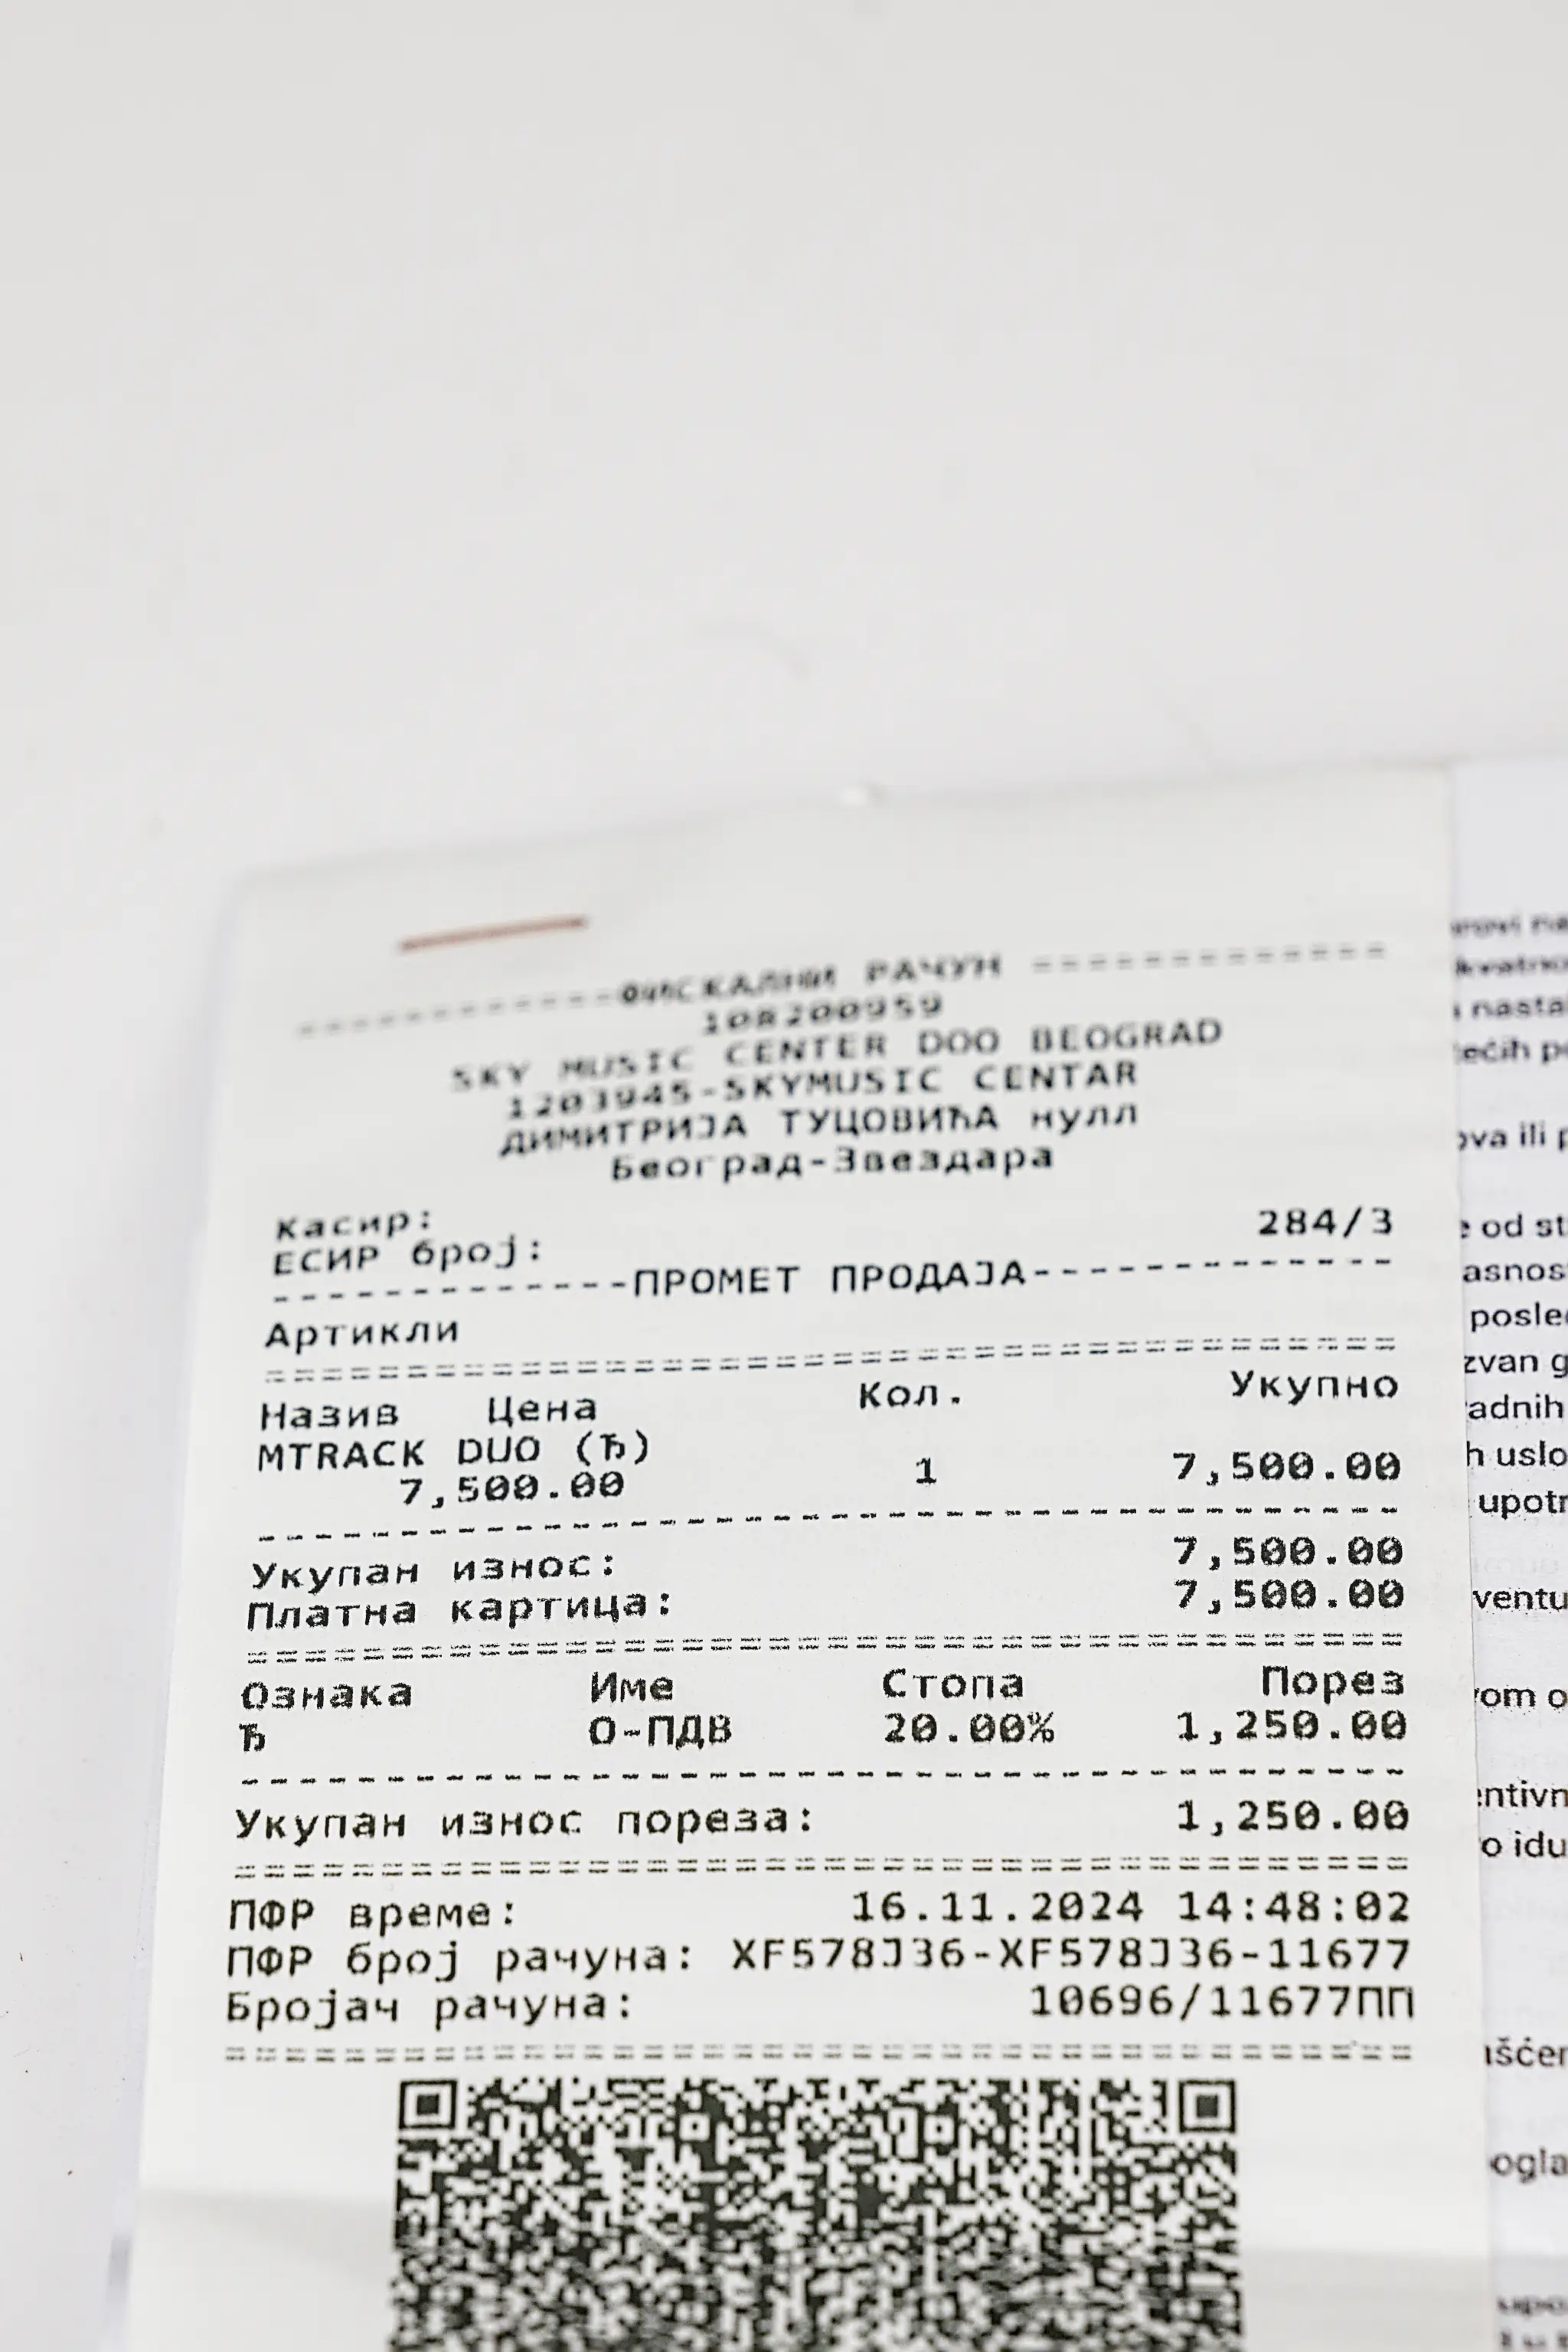 ------------ФИСКАЛНИ РАЧУН -------------
108200959
SKY MUSIC CENTER DOO BEOGRAD
1203945-SKYMUSIC CENTAR
ДИМИТРИЈА ТУЦОВИЋА нулл
Београд-Звездара
Касир:
ЕСИР број: 284/3
-------------ПРОМЕТ ПРОДАЈА-------------
Артикли
========================================
Назив Цена Кол. Укупно
MTRACK DUO (Ђ)
7,500.00 1 7,500.00
----------------------------------------
Укупан износ: 7,500.00
Платна картица: 7,500.00
========================================
Ознака Име Стопа Порез
Ђ О-ПДВ 20.00% 1,250.00
----------------------------------------
Укупан износ пореза: 1,250.00
========================================
ПФР време: 16.11.2024 14:48:02
ПФР број рачуна: XF578J36-XF578J36-11677
Бројач рачуна: 10696/11677ПП
========================================
nasta
ećih p
ova ili p
e od st
asnos
posle
zvan g
adnih
h uslo
upotr
ventu
om o
entivn
o idu
ušćen
ogla